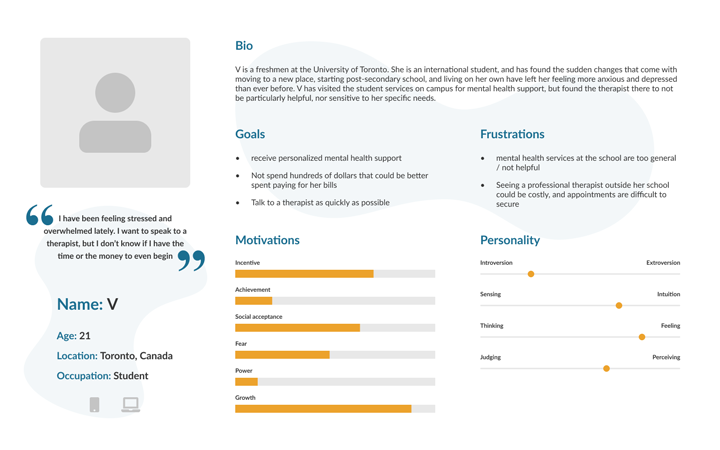 Bio
V is a freshmen at the University of Toronto. She is an international student, and has found the sudden changes that come with
moving to a new place, starting post-secondary school, and living on her own have left her feeling more anxious and depressed
than ever before. V has visited the student services on campus for mental health support, but found the therapist there to not
be particularly helpful, nor sensitive to her specific needs.
Goals
• receive personalized mental health support
• Not spend hundreds of dollars that could be better
spent paying for her bills
• Talk to a therapist as quickly as possible
Frustrations
• mental health services at the school are too general
/ not helpful
• Seeing a professional therapist outside her school
could be costly, and appointments are difficult to
secure
“I have been feeling stressed and
overwhelmed lately. I want to speak to a
therapist, but I don't know if I have the
time or the money to even begin”
Name: V
Age: 21
Location: Toronto, Canada
Occupation: Student
Motivations
Incentive
Achievement
Social acceptance
Fear
Power
Growth
Personality
Introversion Extroversion
Sensing Intuition
Thinking Feeling
Judging Perceiving